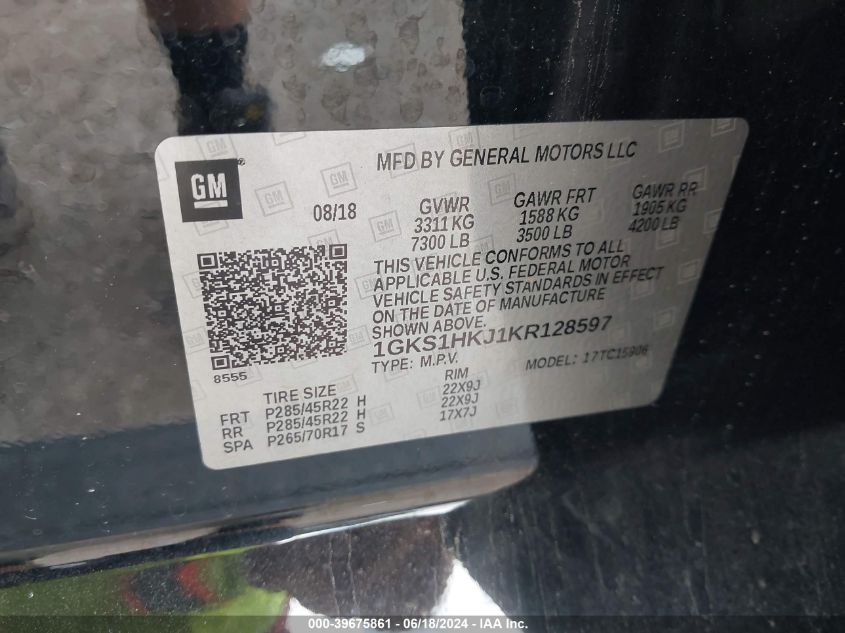 GM
MFD BY GENERAL MOTORS LLC
08/18
GVWR GAWR FRT GAWR RR
3311 KG 1588 KG 1905 KG
7300 LB 3500 LB 4200 LB
THIS VEHICLE CONFORMS TO ALL
APPLICABLE U.S. FEDERAL MOTOR
VEHICLE SAFETY STANDARDS IN EFFECT
ON THE DATE OF MANUFACTURE
SHOWN ABOVE.
1GKS1HKJ1KR128597
TYPE: M.P.V. MODEL: 17TC15906
8555
TIRE SIZE RIM
FRT P285/45R22 H 22X9J
RR P285/45R22 H 22X9J
SPA P265/70R17 S 17X7J
000-39675861 - 06/18/2024 - IAA, Inc.